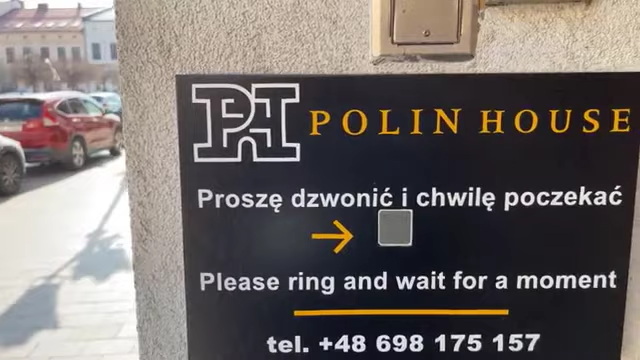 PH POLIN HOUSE
Proszę dzwonić i chwilę poczekać
Please ring and wait for a moment
tel. +48 698 175 157